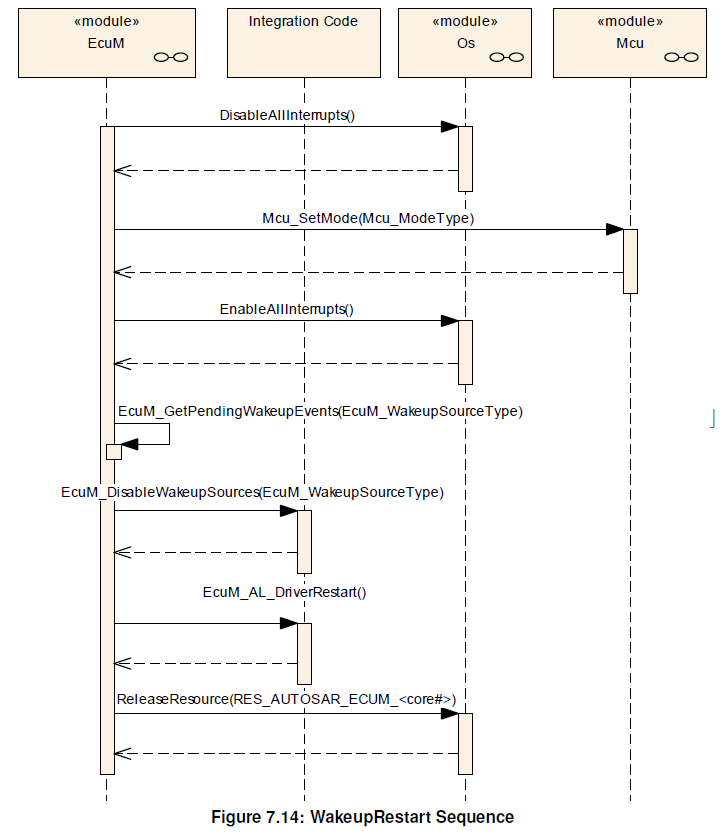 «module»
EcuM
Integration Code
«module»
Os
«module»
Mcu
DisableAllInterrupts()
Mcu_SetMode(Mcu_ModeType)
EnableAllInterrupts()
EcuM_GetPendingWakeupEvents(EcuM_WakeupSourceType)
EcuM_DisableWakeupSources(EcuM_WakeupSourceType)
EcuM_AL_DriverRestart()
ReleaseResource(RES_AUTOSAR_ECUM_<core#>)
⌋
Figure 7.14: WakeupRestart Sequence